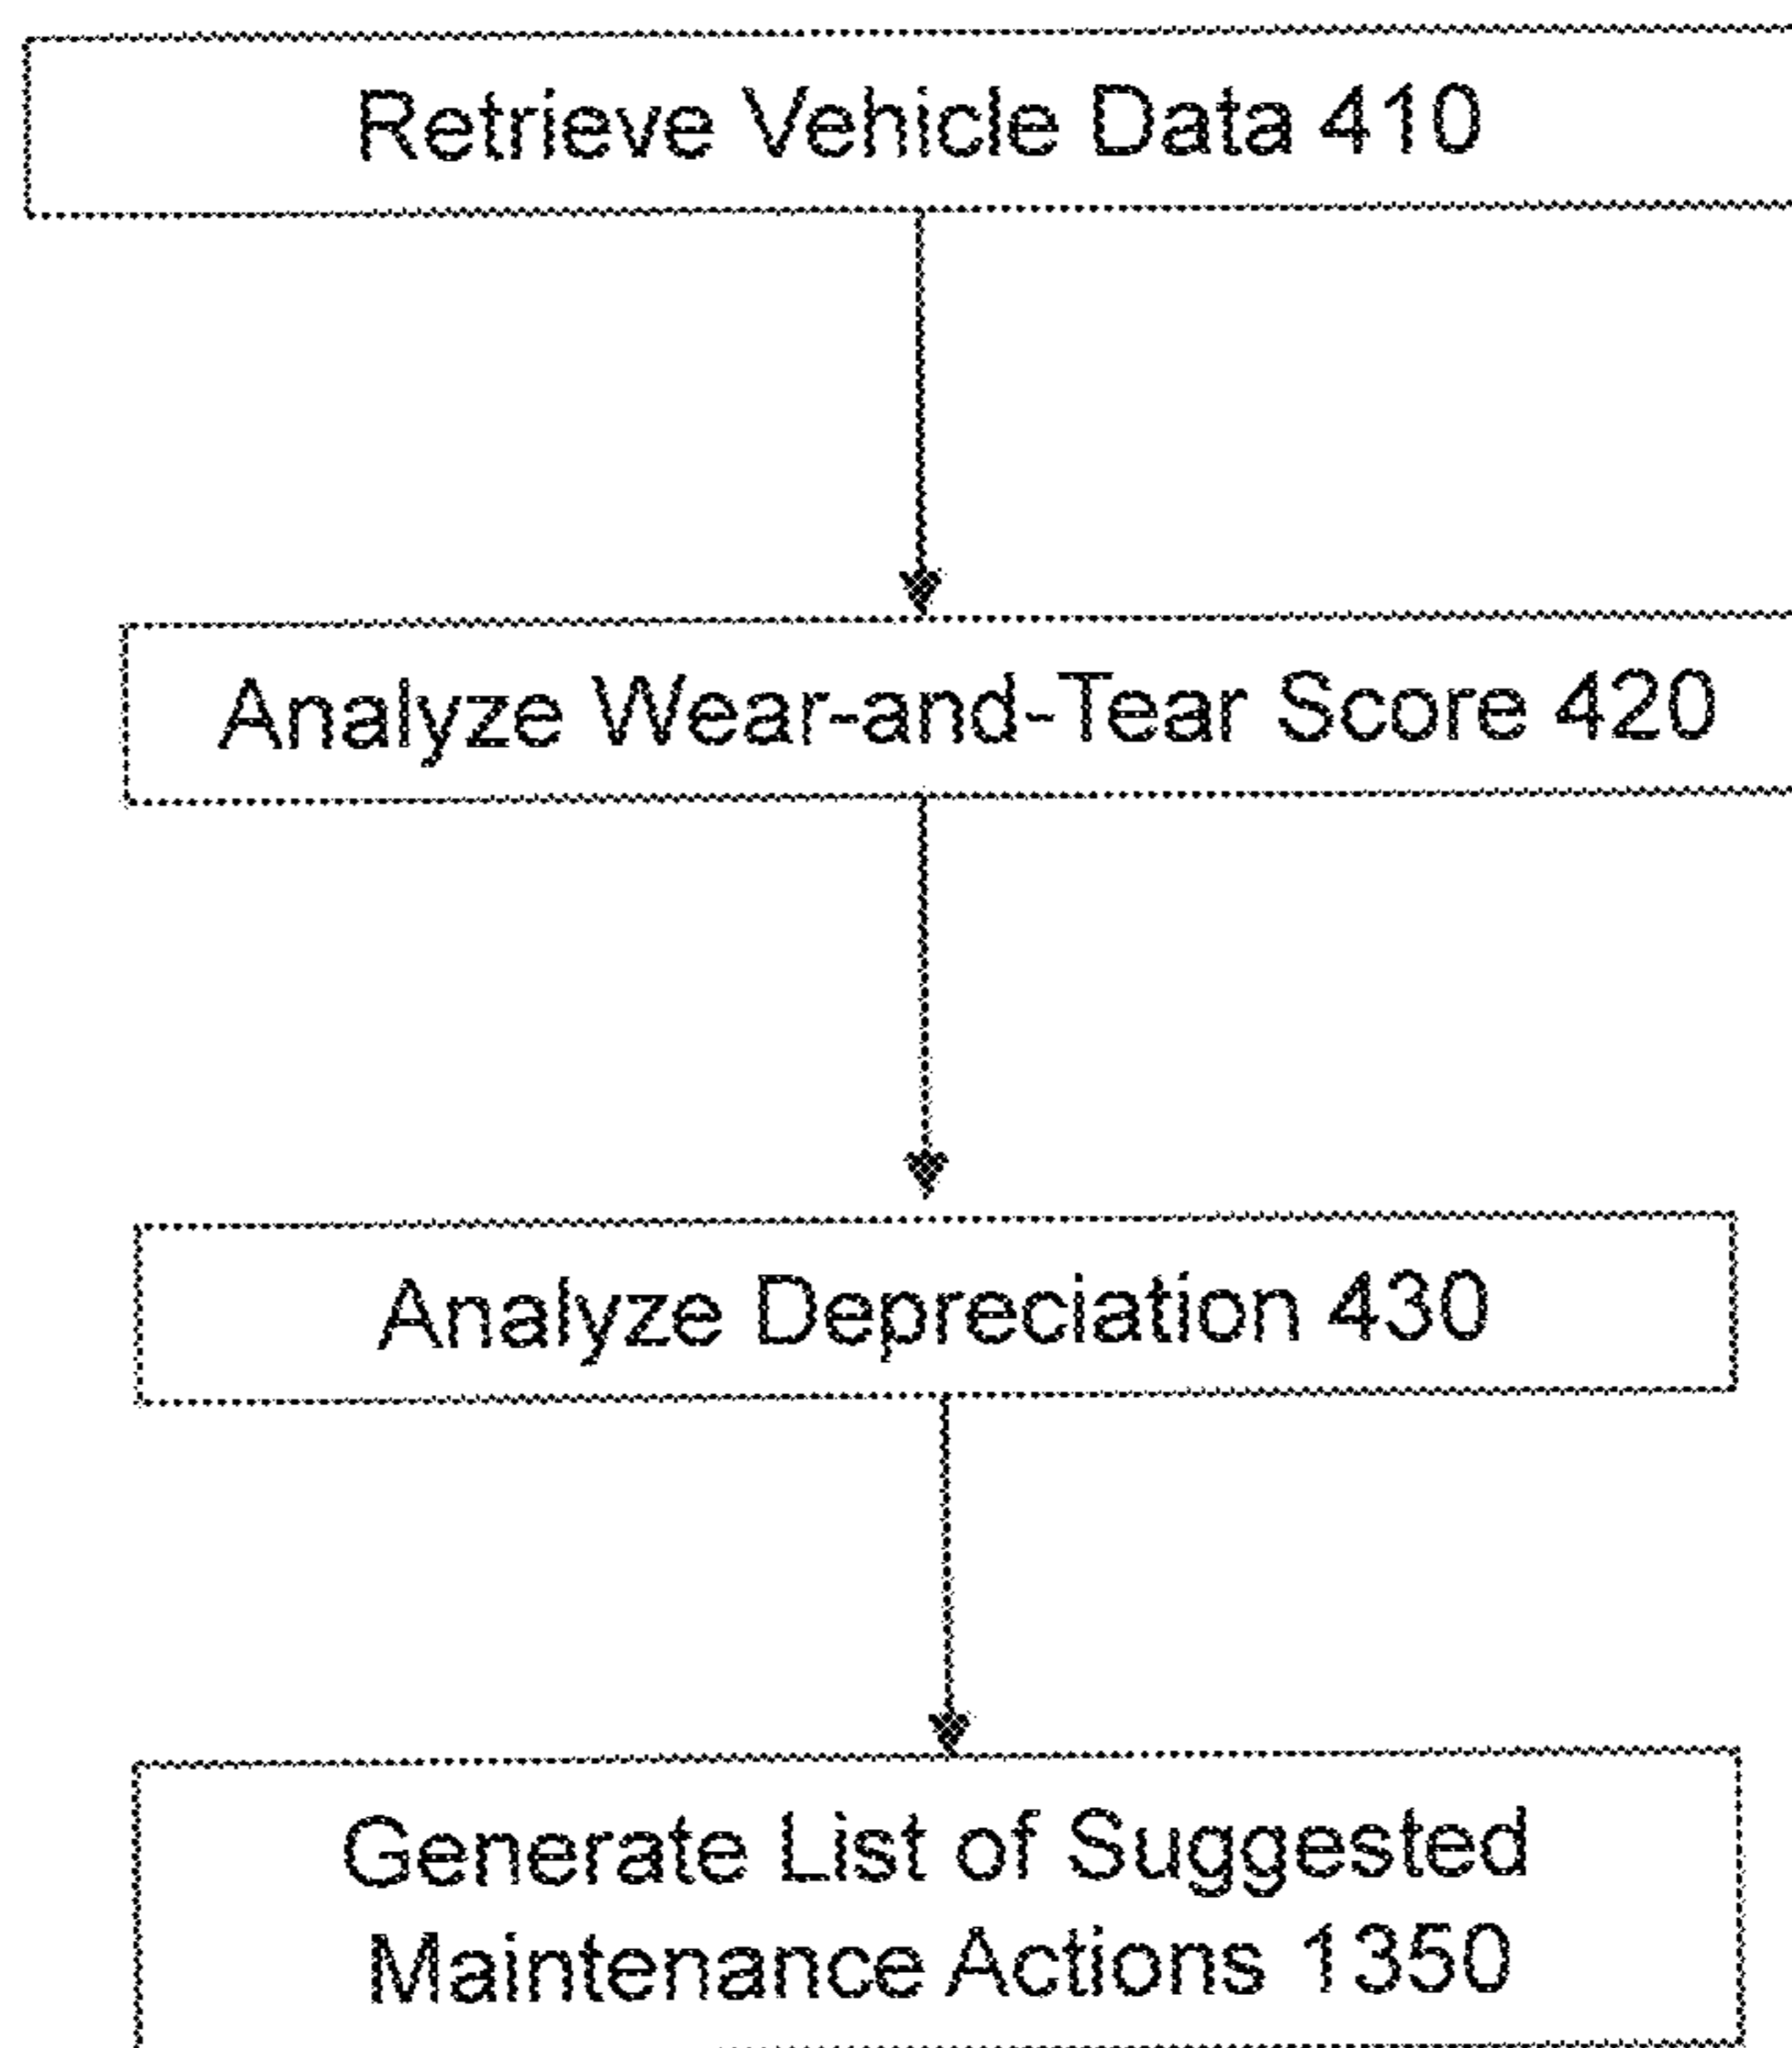 Retrieve Vehicle Data 410
Analyze Wear-and-Tear Score 420
Analyze Depreciation 430
Generate List of Suggested
Maintenance Actions 1350